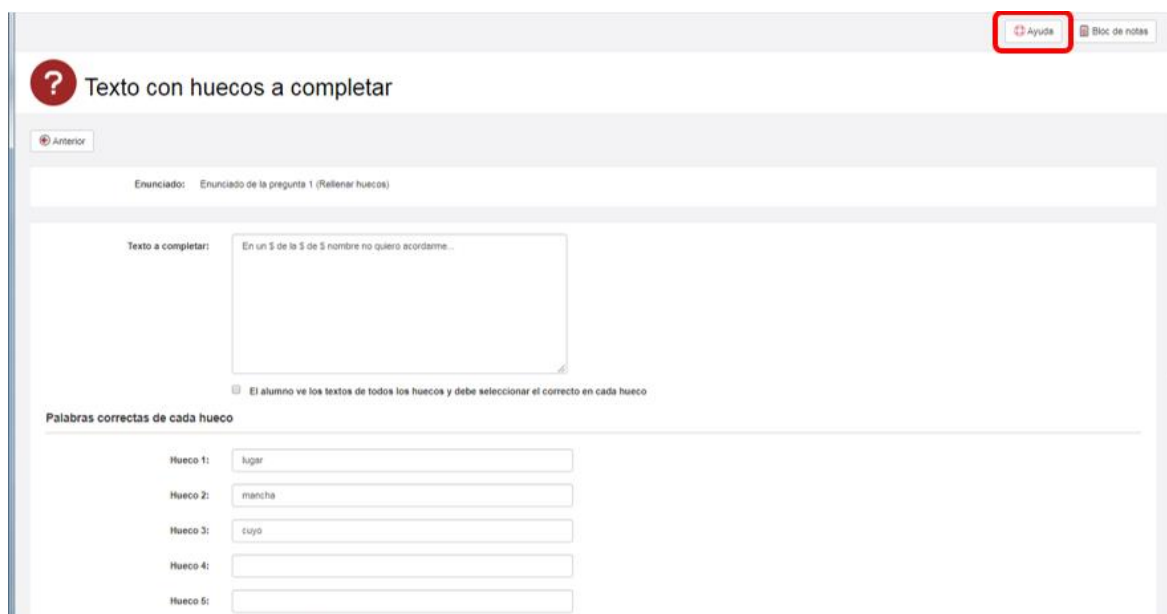 Ayuda Bloc de notas
? Texto con huecos a completar
Anterior
Enunciado: Enunciado de la pregunta 1 (Rellenar huecos)
Texto a completar: En un $ de la $ de $ nombre no quiero acordarme...
El alumno ve los textos de todos los huecos y debe seleccionar el correcto en cada hueco
Palabras correctas de cada hueco
Hueco 1: lugar
Hueco 2: mancha
Hueco 3: cuyo
Hueco 4:
Hueco 5: